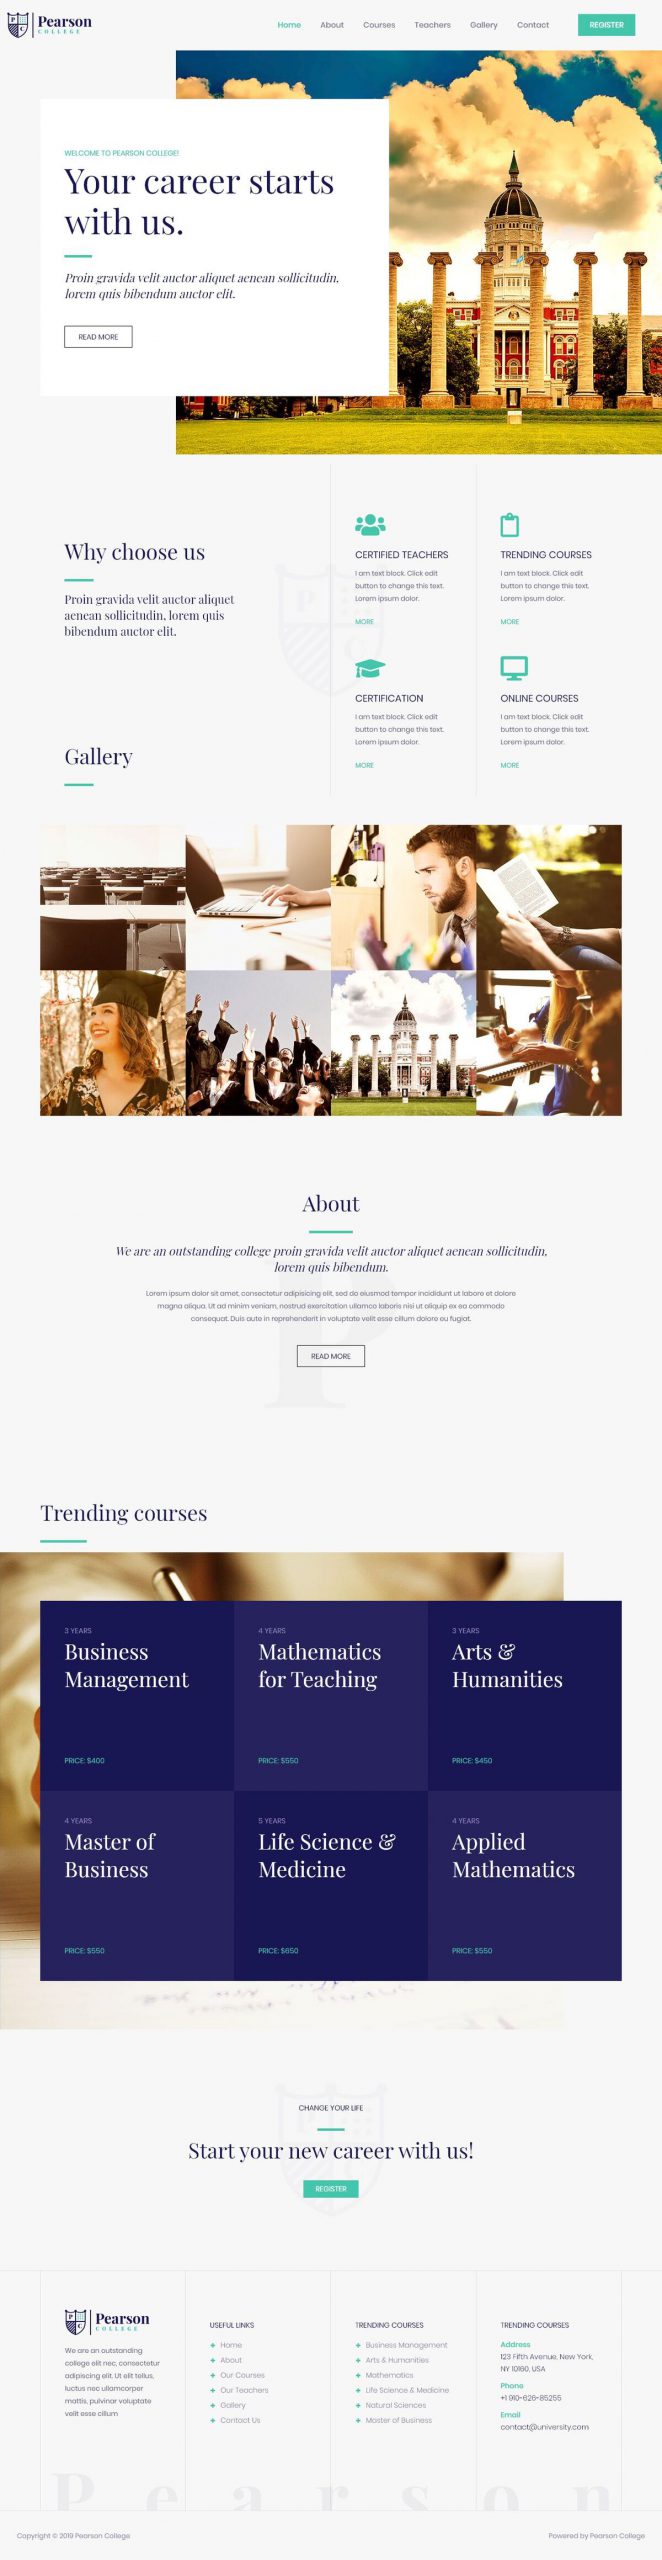 Pearson
COLLEGE
Home About Courses Teachers Gallery Contact REGISTER
WELCOME TO PEARSON COLLEGE!
Your career starts
with us.
Proin gravida velit auctor aliquet aenean sollicitudin,
lorem quis bibendum auctor elit.
READ MORE
Why choose us
Proin gravida velit auctor aliquet
aenean sollicitudin, lorem quis
bibendum auctor elit.
CERTIFIED TEACHERS
I am text block. Click edit
button to change this text.
Lorem ipsum dolor.
MORE
TRENDING COURSES
I am text block. Click edit
button to change this text.
Lorem ipsum dolor.
MORE
CERTIFICATION
I am text block. Click edit
button to change this text.
Lorem ipsum dolor.
MORE
ONLINE COURSES
I am text block. Click edit
button to change this text.
Lorem ipsum dolor.
MORE
Gallery
About
We are an outstanding college proin gravida velit auctor aliquet aenean sollicitudin,
lorem quis bibendum.
Lorem ipsum dolor sit amet, consectetur adipisicing elit, sed do eiusmod tempor incididunt ut labore et dolore
magna aliqua. Ut ad minim veniam, nostrud exercitation ullamco laboris nisi ut aliquip ex ea commodo
consequat. Duis aute in reprehenderit in voluptate velit esse cillum dolore eu fugiat.
P
READ MORE
Trending courses
3 YEARS
Business
Management
PRICE: $400
4 YEARS
Mathematics
for Teaching
PRICE: $550
3 YEARS
Arts &
Humanities
PRICE: $450
4 YEARS
Master of
Business
PRICE: $550
5 YEARS
Life Science &
Medicine
PRICE: $650
4 YEARS
Applied
Mathematics
PRICE: $550
CHANGE YOUR LIFE
Start your new career with us!
REGISTER
Pearson
COLLEGE
We are an outstanding
college elit nec, consectetur
adipiscing elit. Ut elit tellus,
luctus nec ullamcorper
mattis, pulvinar voluptate
velit esse cillum
USEFUL LINKS
Home
About
Our Courses
Our Teachers
Gallery
Contact Us
TRENDING COURSES
Business Management
Arts & Humanities
Mathematics
Life Science & Medicine
Natural Sciences
Master of Business
TRENDING COURSES
Address
123 Fifth Avenue, New York,
NY 10160, USA
Phone
+1 910-626-85255
Email
contact@university.com
Pearson
Copyright © 2019 Pearson College
Powered by Pearson College